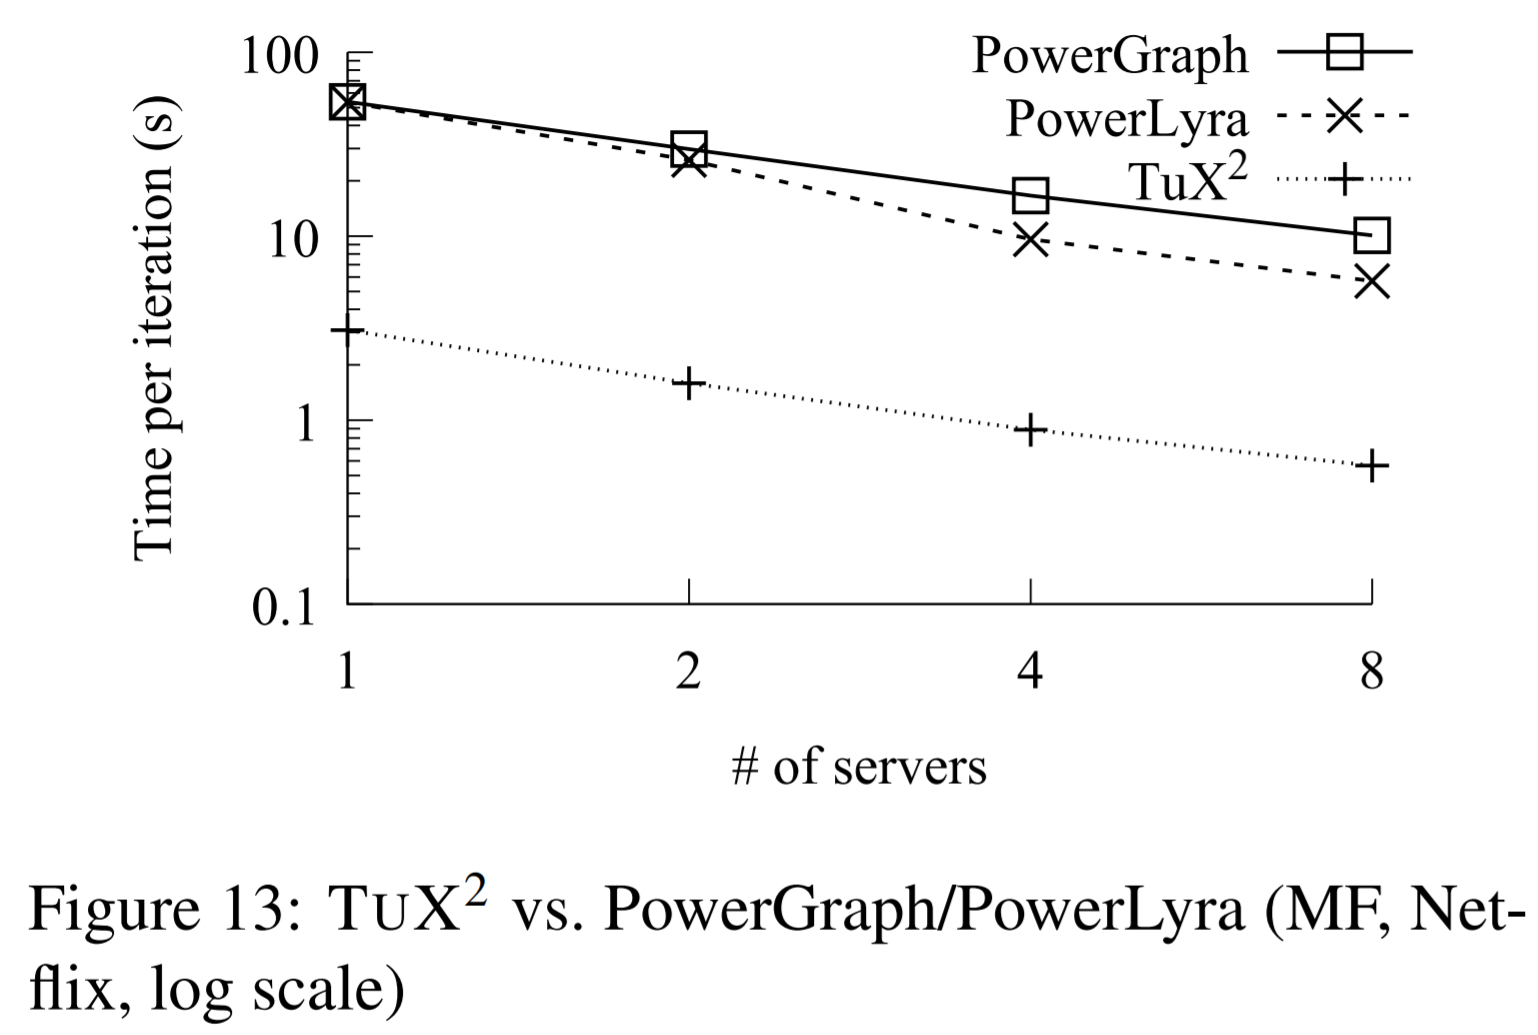 100
10
1
0.1
Time per iteration (s)
PowerGraph
PowerLyra
TuX²
1 2 4 8
# of servers
Figure 13: TUX² vs. PowerGraph/PowerLyra (MF, Net-
flix, log scale)